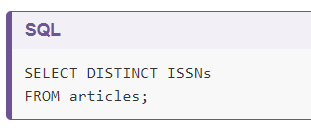 SQL
SELECT DISTINCT ISSNs
FROM articles;